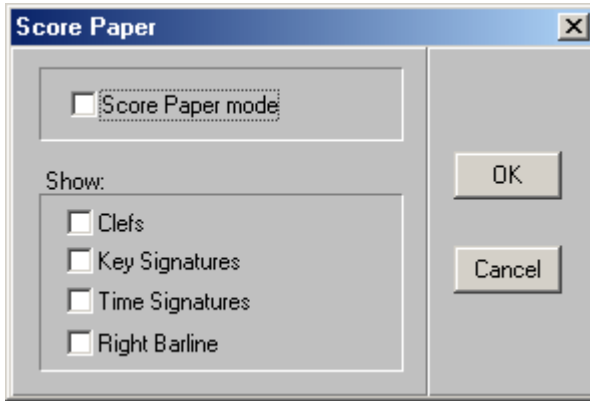 Score Paper
Score Paper mode
Show:
Clefs
Key Signatures
Time Signatures
Right Barline
OK
Cancel